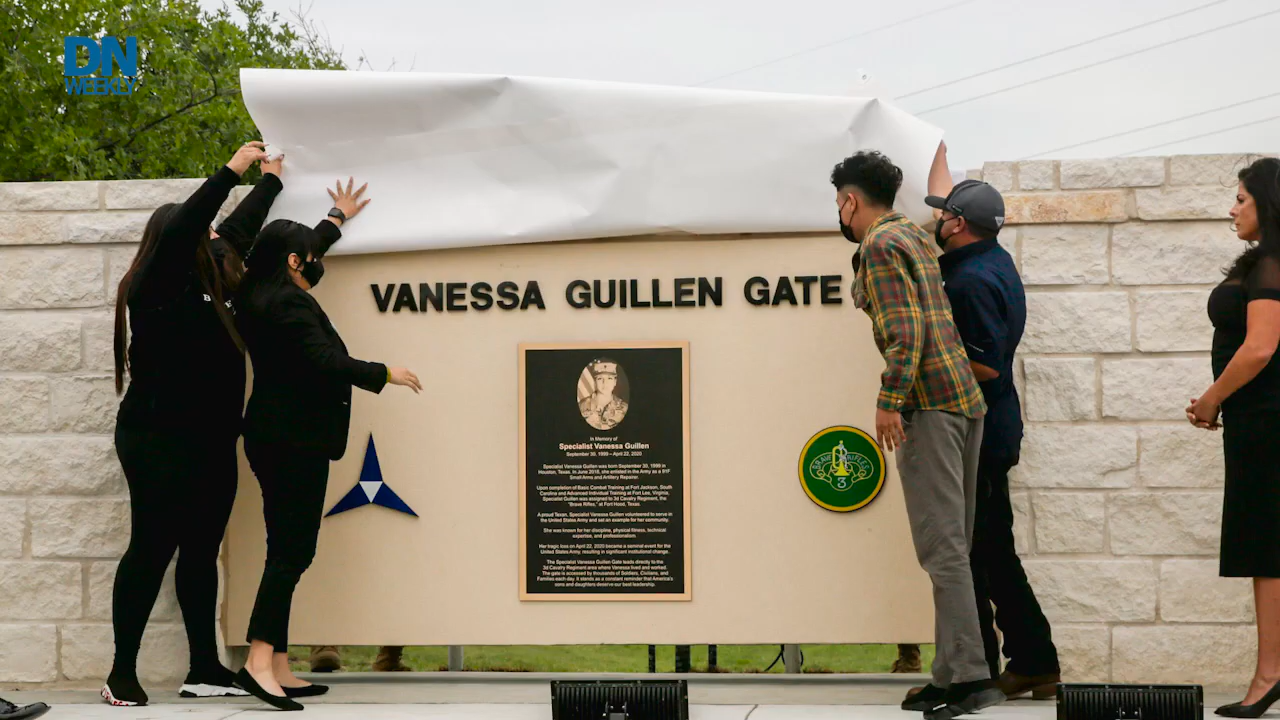 DN
WEEKLY
VANESSA GUILLEN GATE
In Memory of
Specialist Vanessa Guillen
September 30, 1999 – April 22, 2020
Specialist Vanessa Guillen was born September 30, 1999 in
Houston, Texas. In June 2018, she enlisted in the Army as a 91F
Small Arms and Artillery Repairer.
Upon completion of Basic Combat Training at Fort Jackson, South
Carolina and Advanced Individual Training at Fort Lee, Virginia,
Specialist Guillen was assigned to 3d Cavalry Regiment, the
"Brave Rifles," at Fort Hood, Texas.
A proud Texan, Specialist Vanessa Guillen volunteered to serve in
the United States Army and set an example for her community.
She was known for her discipline, physical fitness, technical
expertise, and professionalism.
Her tragic loss on April 22, 2020 became a seminal event for the
United States Army, resulting in significant institutional change.
The Specialist Vanessa Guillen Gate leads directly to the
3d Cavalry Regiment area where Vanessa lived and worked.
The gate is accessed by thousands of Soldiers, Civilians, and
Families each day. It stands as a constant reminder that America's
sons and daughters deserve our best leadership.
BRAVE RIFLES
3